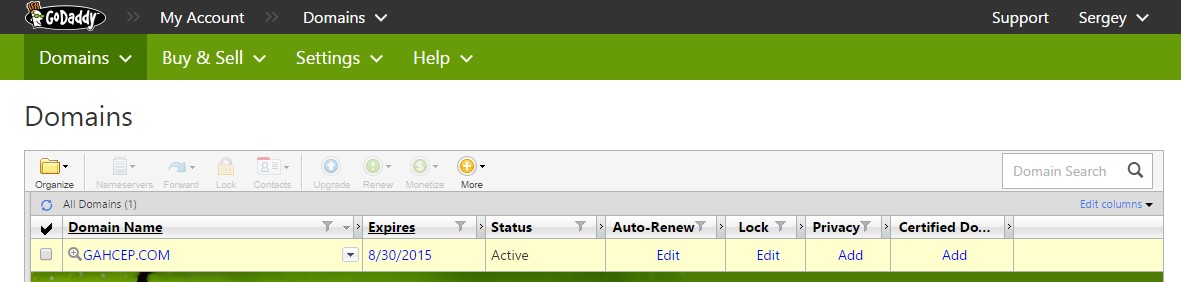 GoDaddy My Account Domains Support Sergey
Domains Buy & Sell Settings Help
Domains
Organize Nameservers Forward Lock Contacts Upgrade Renew Monetize More Domain Search
All Domains (1) Edit columns
Domain Name Expires Status Auto-Renew Lock Privacy Certified Do...
GAHCEP.COM 8/30/2015 Active Edit Edit Add Add